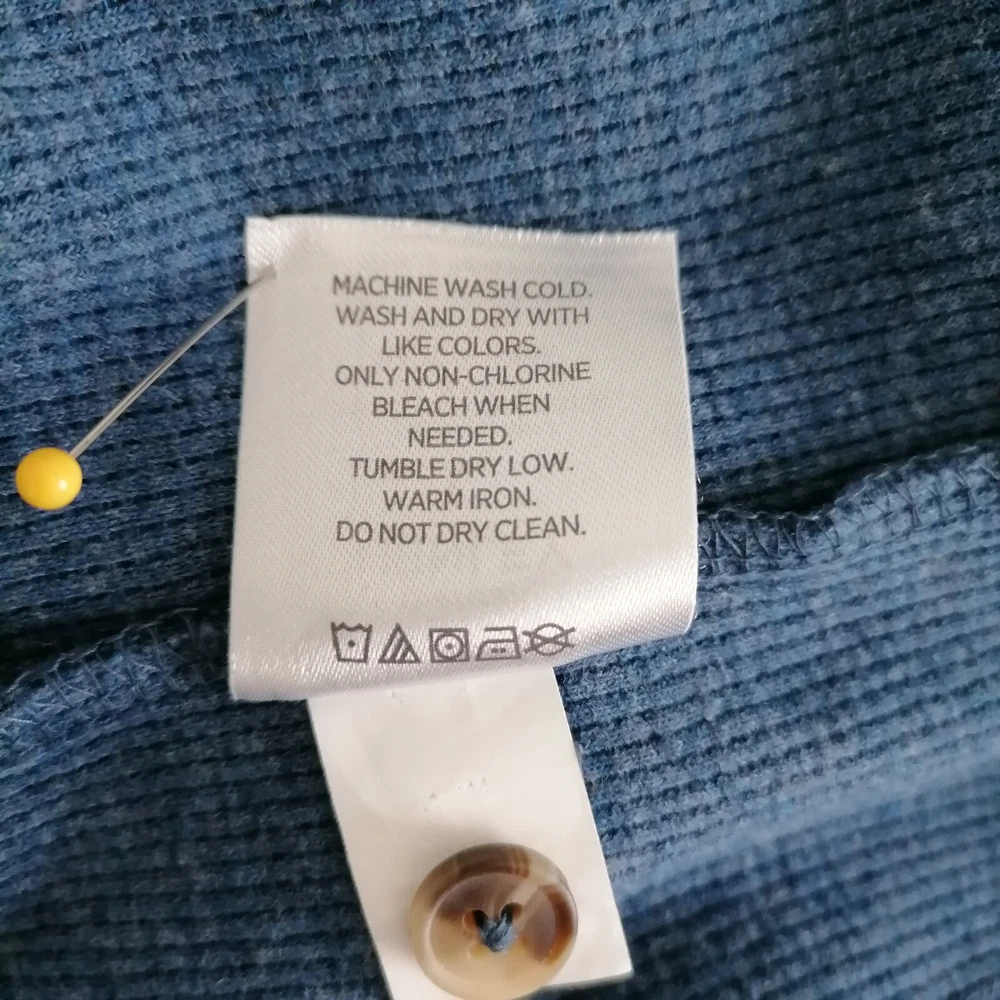 MACHINE WASH COLD.
WASH AND DRY WITH
LIKE COLORS.
ONLY NON-CHLORINE
BLEACH WHEN
NEEDED.
TUMBLE DRY LOW.
WARM IRON.
DO NOT DRY CLEAN.